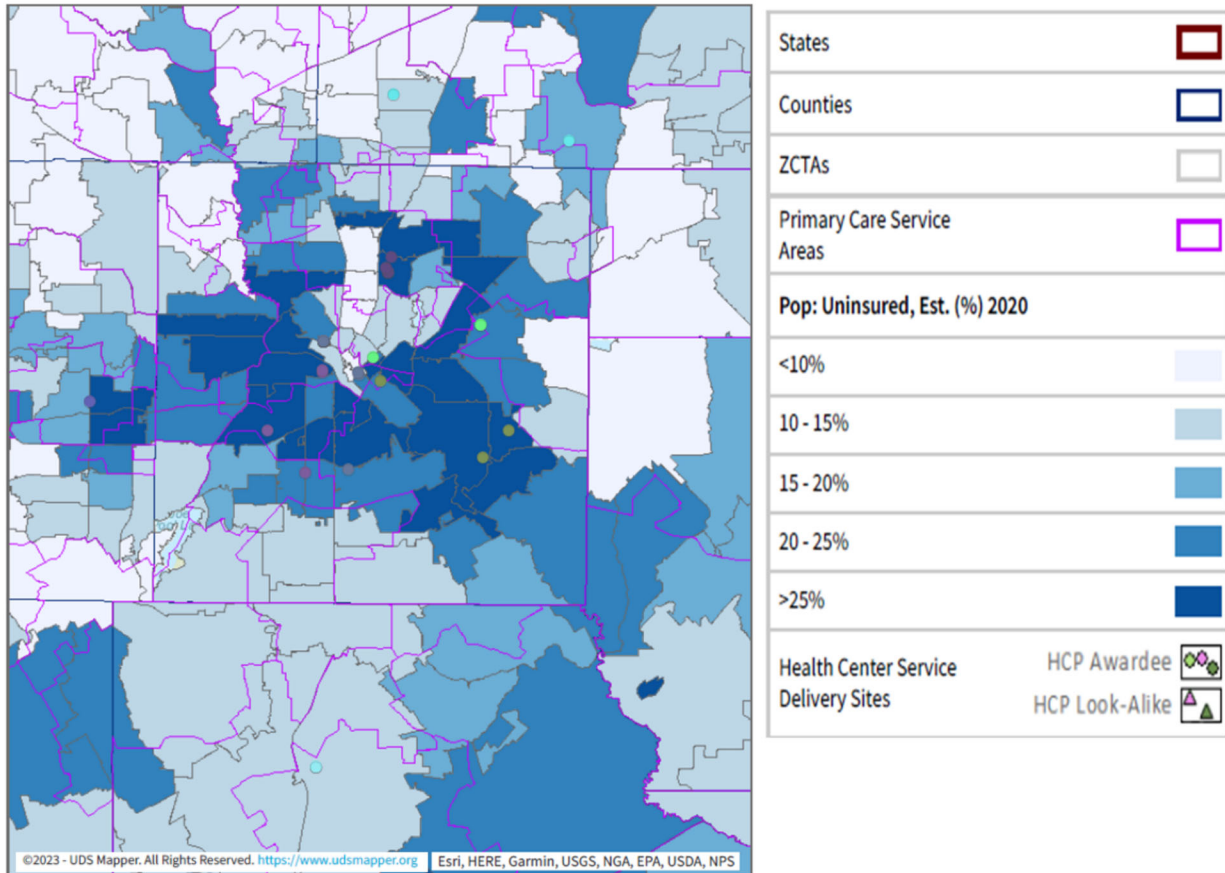 States
Counties
ZCTAs
Primary Care Service
Areas
Pop: Uninsured, Est. (%) 2020
<10%
10 - 15%
15 - 20%
20 - 25%
>25%
Health Center Service
Delivery Sites
HCP Awardee
HCP Look-Alike
©2023 - UDS Mapper. All Rights Reserved. https://www.udsmapper.org
Esri, HERE, Garmin, USGS, NGA, EPA, USDA, NPS